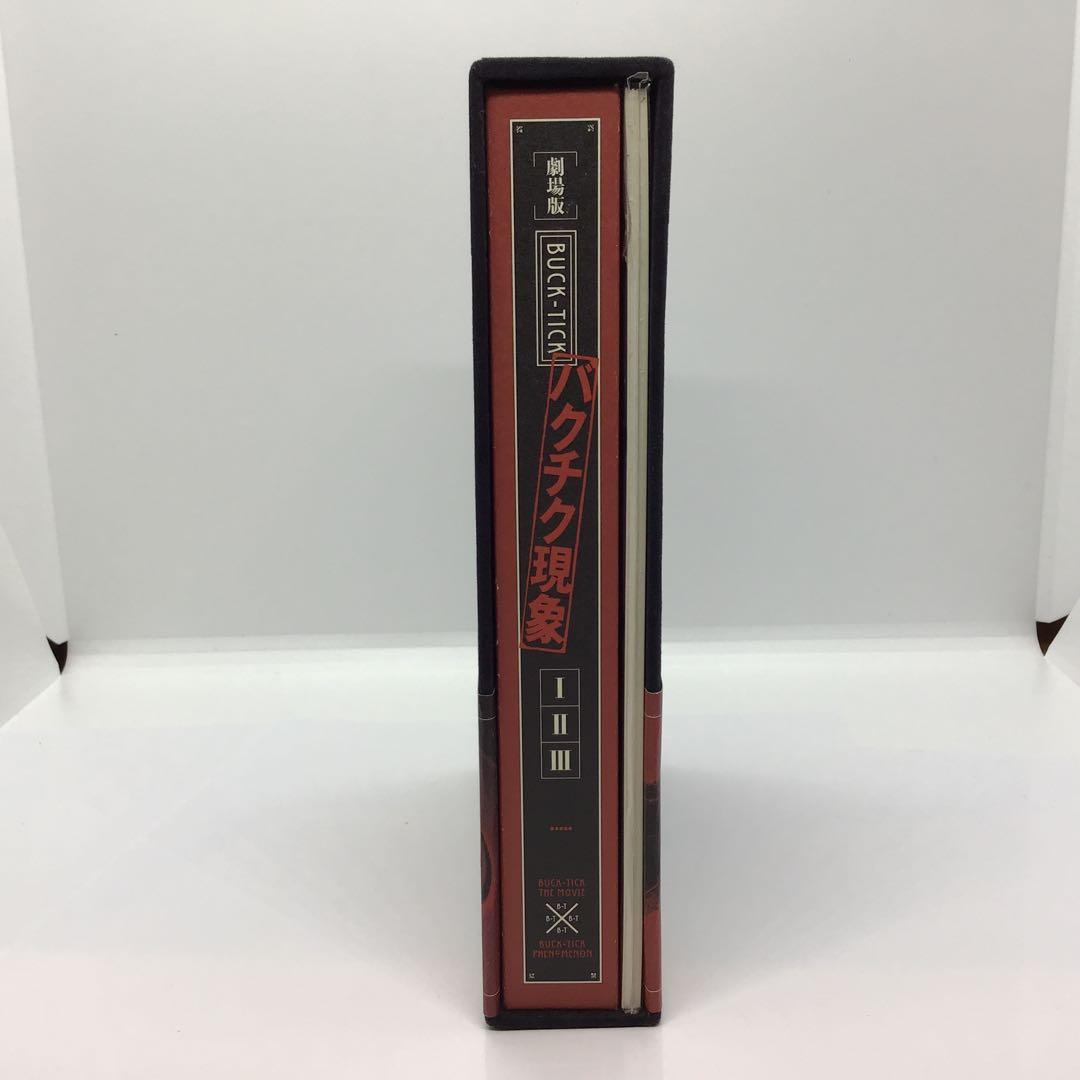 劇場版
BUCK-TICK
バクチク現象
I
II
III
BUCK-TICK
THE MOVIE
B-T
B-T B-T
B-T
BUCK-TICK
PHENOMENON